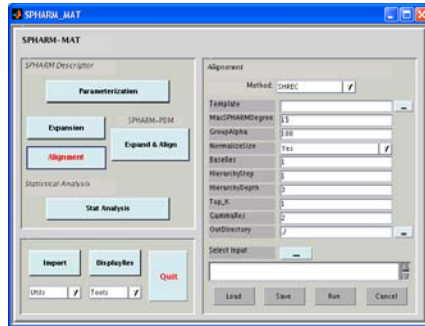 SPHARM_MAT
SPHARM-MAT
SPHARM Descriptor
Parameterization
Expansion
SPHARM-PDM
Expand & Align
Alignment
Statistical Analysis
Stat Analysis
Import
DisplayRes
Quit
Utils
Tools
Alignment
Method: SHREC
Template
MaxSPHARMDegree 15
GroupAlpha 100
NormalizeSize Yes
BaseRes 1
HierarchyStep 1
HierarchyDepth 3
Top_K 1
GammaRes 2
OutDirectory ./
Select Input
Load Save Run Cancel